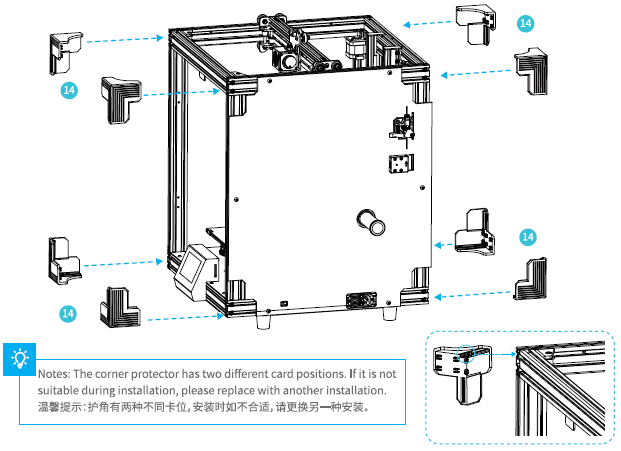 14
14
14
14
Notes: The corner protector has two different card positions. If it is not
suitable during installation, please replace with another installation.
温馨提示：护角有两种不同卡位，安装时如不合适，请更换另一种安装。